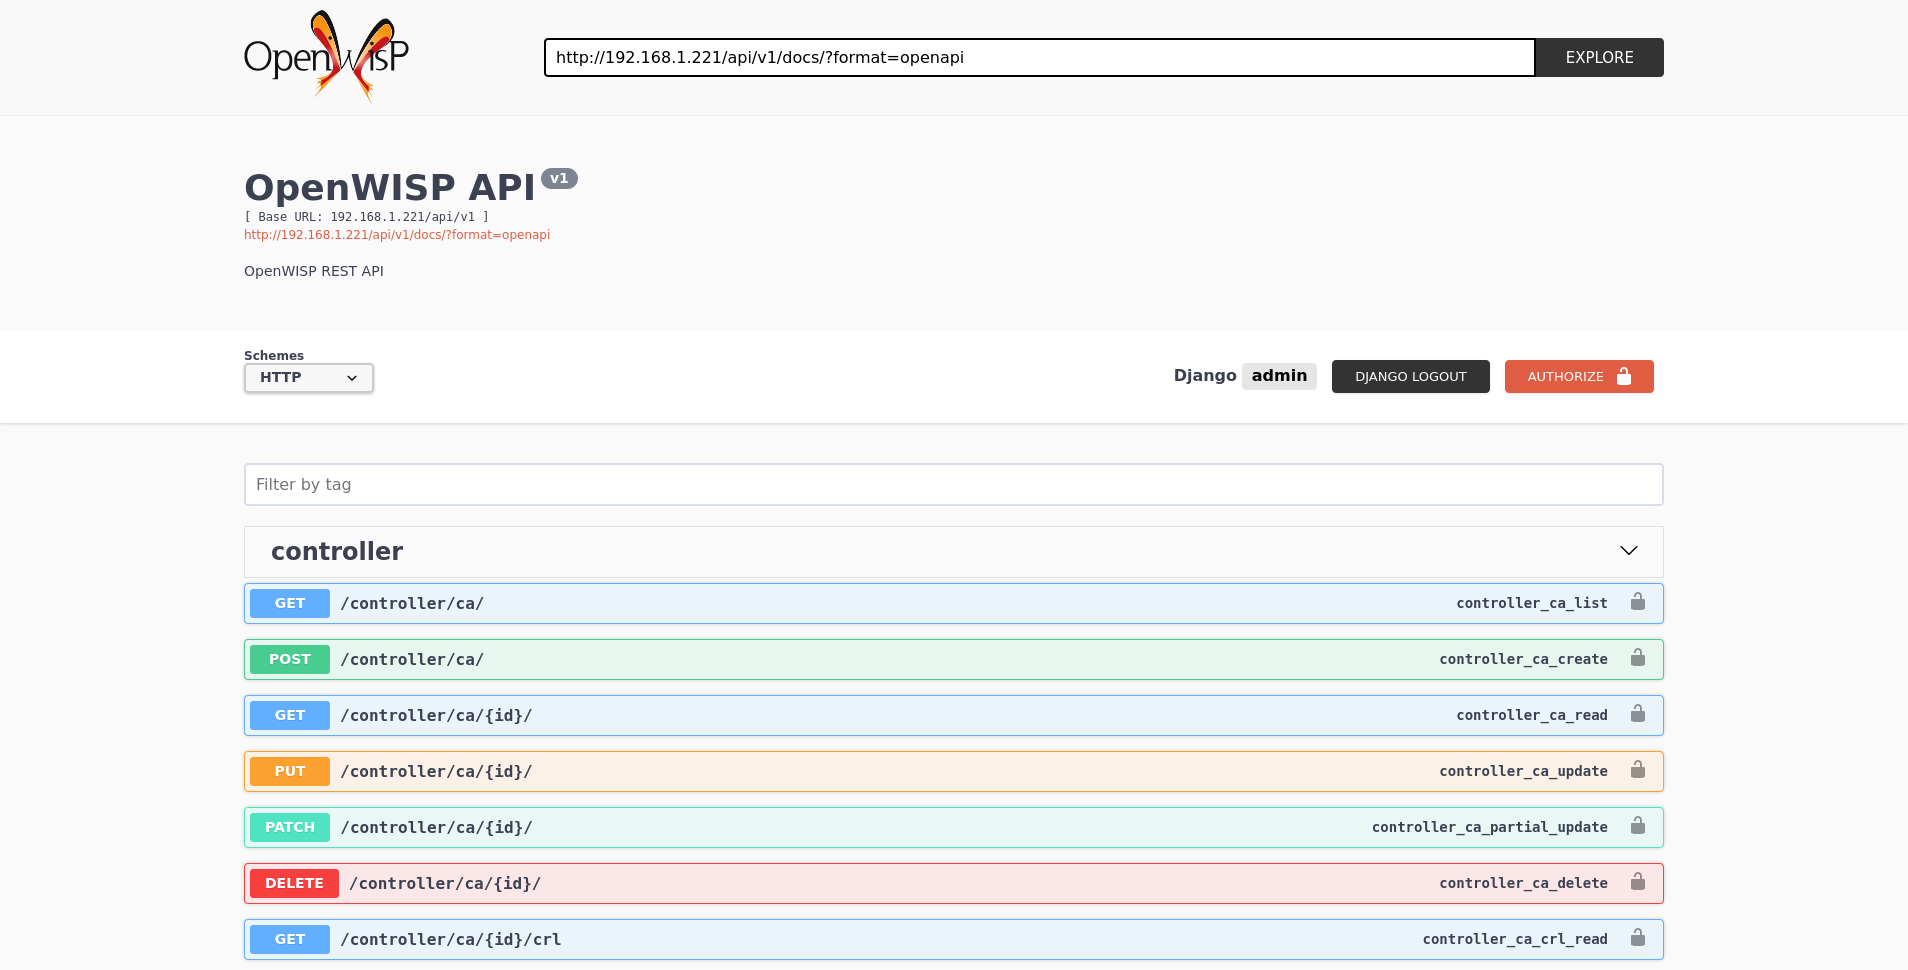 OpenWISP
http://192.168.1.221/api/v1/docs/?format=openapi
EXPLORE
OpenWISP API v1
[ Base URL: 192.168.1.221/api/v1 ]
http://192.168.1.221/api/v1/docs/?format=openapi
OpenWISP REST API
Schemes
HTTP
Django admin DJANGO LOGOUT AUTHORIZE
Filter by tag
controller
GET /controller/ca/ controller_ca_list
POST /controller/ca/ controller_ca_create
GET /controller/ca/{id}/ controller_ca_read
PUT /controller/ca/{id}/ controller_ca_update
PATCH /controller/ca/{id}/ controller_ca_partial_update
DELETE /controller/ca/{id}/ controller_ca_delete
GET /controller/ca/{id}/crl controller_ca_crl_read